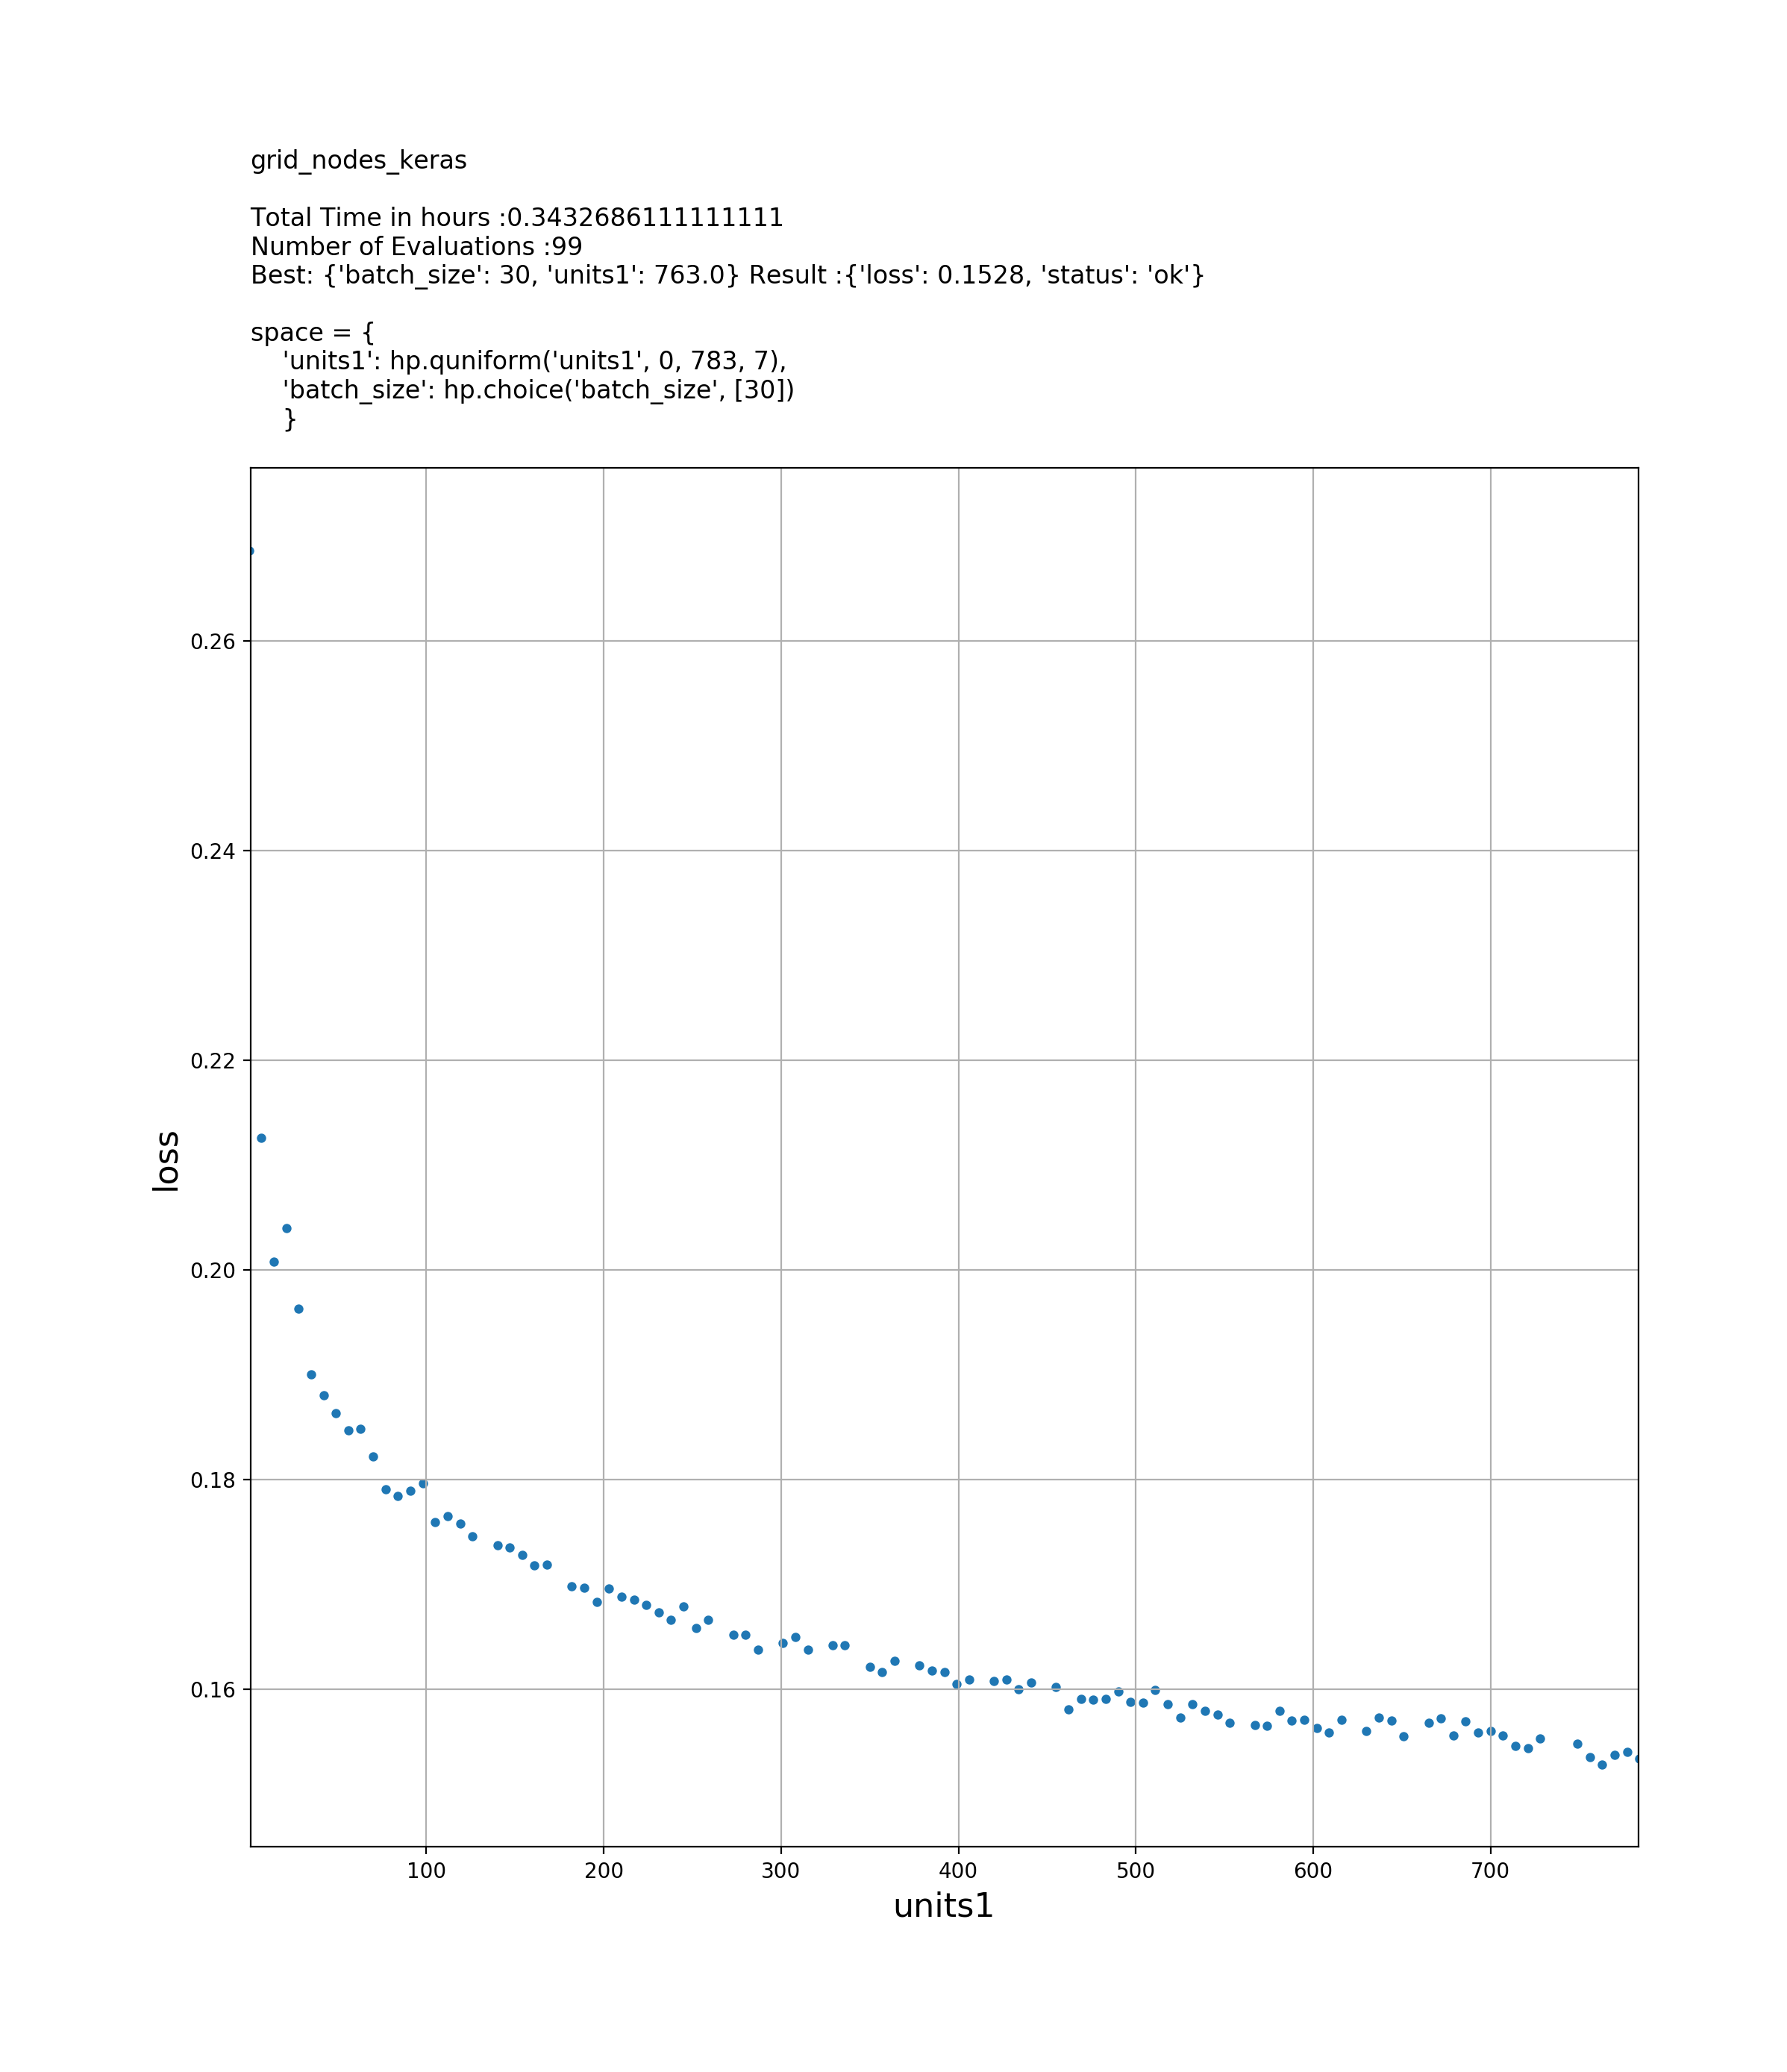 grid_nodes_keras
Total Time in hours :0.3432686111111111
Number of Evaluations :99
Best: {'batch_size': 30, 'units1': 763.0} Result :{'loss': 0.1528, 'status': 'ok'}
space = {
'units1': hp.quniform('units1', 0, 783, 7),
'batch_size': hp.choice('batch_size', [30])
}
0.26
0.24
0.22
loss
0.20
0.18
0.16
100 200 300 400 500 600 700
units1